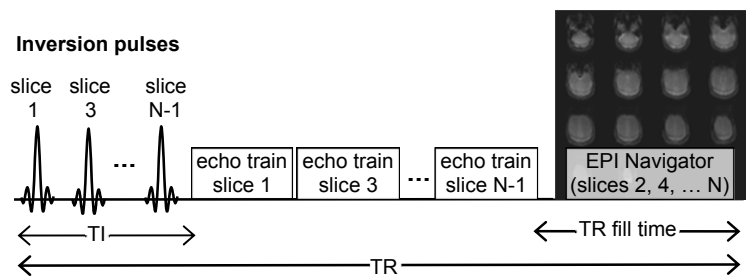 Inversion pulses
slice 1
slice 3
slice N-1
...
echo train slice 1
echo train slice 3
...
echo train slice N-1
EPI Navigator
(slices 2, 4, … N)
TI
TR fill time
TR